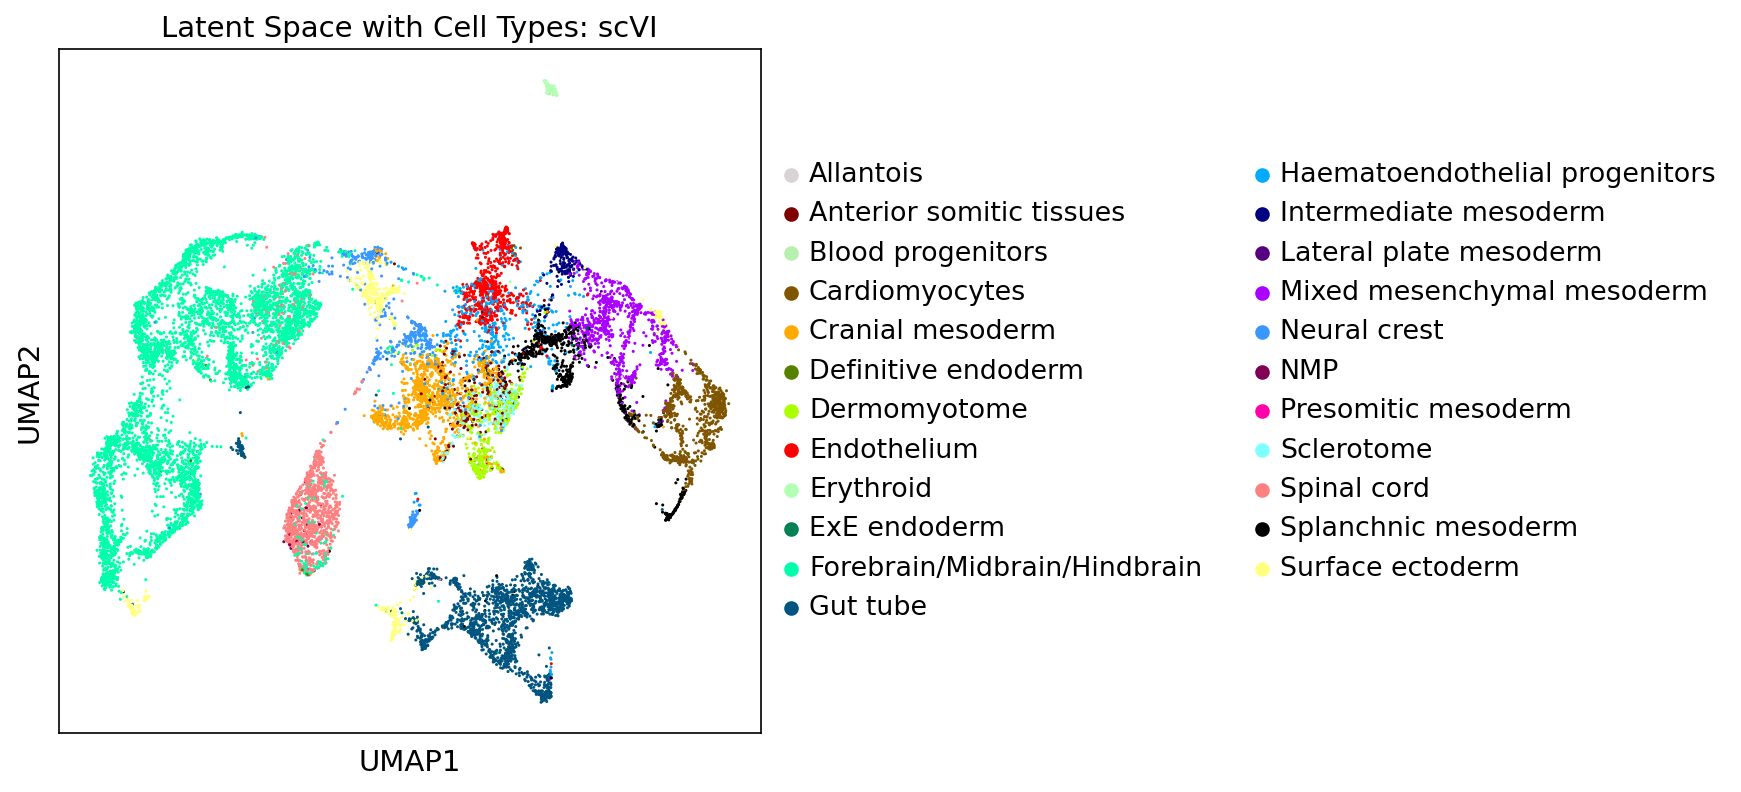 Latent Space with Cell Types: scVI
UMAP2
UMAP1
Allantois
Anterior somitic tissues
Blood progenitors
Cardiomyocytes
Cranial mesoderm
Definitive endoderm
Dermomyotome
Endothelium
Erythroid
ExE endoderm
Forebrain/Midbrain/Hindbrain
Gut tube
Haematoendothelial progenitors
Intermediate mesoderm
Lateral plate mesoderm
Mixed mesenchymal mesoderm
Neural crest
NMP
Presomitic mesoderm
Sclerotome
Spinal cord
Splanchnic mesoderm
Surface ectoderm